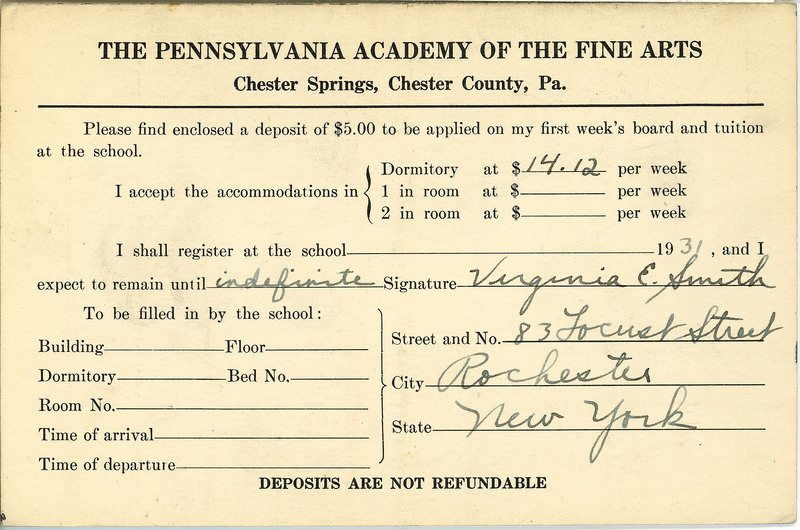 THE PENNSYLVANIA ACADEMY OF THE FINE ARTS
Chester Springs, Chester County, Pa.
Please find enclosed a deposit of $5.00 to be applied on my first week's board and tuition
at the school.
I accept the accommodations in
Dormitory at $14.12 per week
1 in room at $ per week
2 in room at $ per week
I shall register at the school 1931, and I
expect to remain until indefinite Signature Virginia E. Smith
To be filled in by the school:
Building Floor
Dormitory Bed No.
Room No.
Time of arrival
Time of departure
Street and No. 83 Locust Street
City Rochester
State New York
DEPOSITS ARE NOT REFUNDABLE